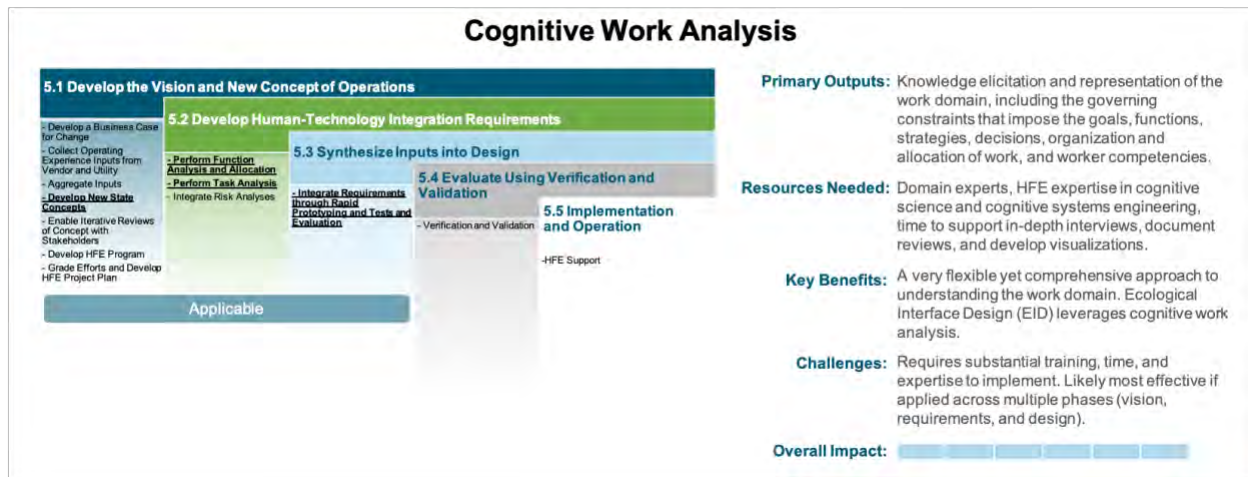 Cognitive Work Analysis
5.1 Develop the Vision and New Concept of Operations
- Develop a Business Case
for Change
- Collect Operating
Experience Inputs from
Vendor and Utility
- Aggregate Inputs
- Develop New State
Concepts
- Enable Iterative Reviews
of Concept with
Stakeholders
- Develop HFE Program
- Grade Efforts and Develop
HFE Project Plan
5.2 Develop Human-Technology Integration Requirements
- Perform Function
Analysis and Allocation
- Perform Task Analysis
- Integrate Risk Analyses
5.3 Synthesize Inputs into Design
- Integrate Requirements
through Rapid
Prototyping and Tests and
Evaluation
5.4 Evaluate Using Verification and
Validation
- Verification and Validation
5.5 Implementation
and Operation
-HFE Support
Applicable
Primary Outputs: Knowledge elicitation and representation of the
work domain, including the governing
constraints that impose the goals, functions,
strategies, decisions, organization and
allocation of work, and worker competencies.
Resources Needed: Domain experts, HFE expertise in cognitive
science and cognitive systems engineering,
time to support in-depth interviews, document
reviews, and develop visualizations.
Key Benefits: A very flexible yet comprehensive approach to
understanding the work domain. Ecological
Interface Design (EID) leverages cognitive work
analysis.
Challenges: Requires substantial training, time, and
expertise to implement. Likely most effective if
applied across multiple phases (vision,
requirements, and design).
Overall Impact: